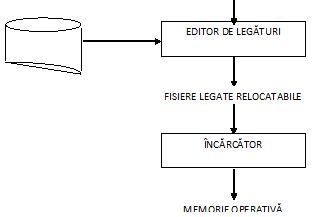 EDITOR DE LEGĂTURI
FISIERE LEGATE RELOCATABILE
ÎNCĂRCĂTOR
MEMORIE OPERATIVĂ